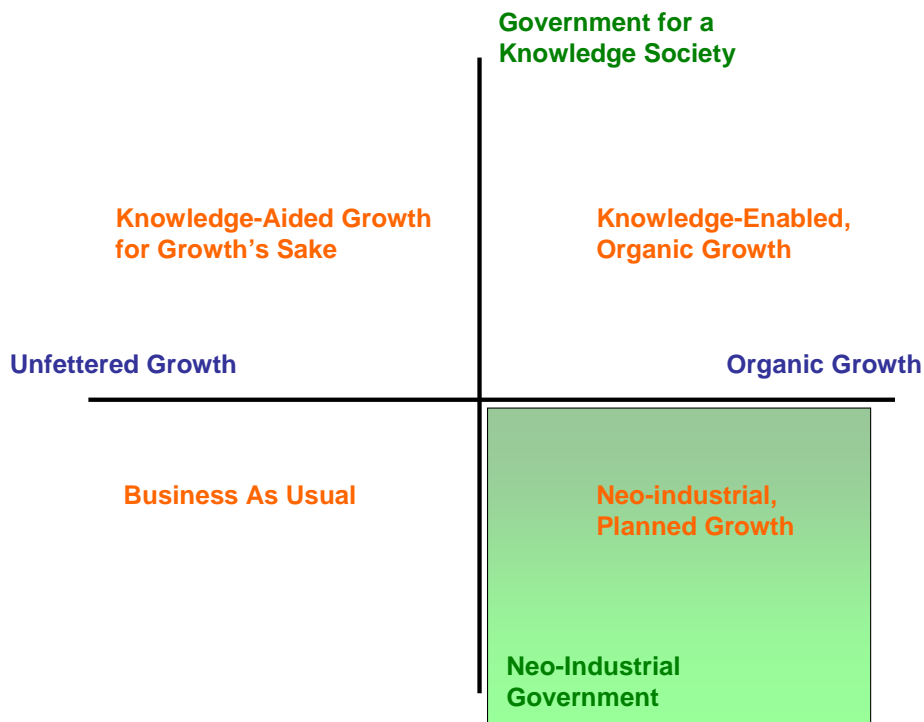 Government for a
Knowledge Society
Knowledge-Aided Growth
for Growth’s Sake
Knowledge-Enabled,
Organic Growth
Unfettered Growth
Organic Growth
Business As Usual
Neo-industrial,
Planned Growth
Neo-Industrial
Government